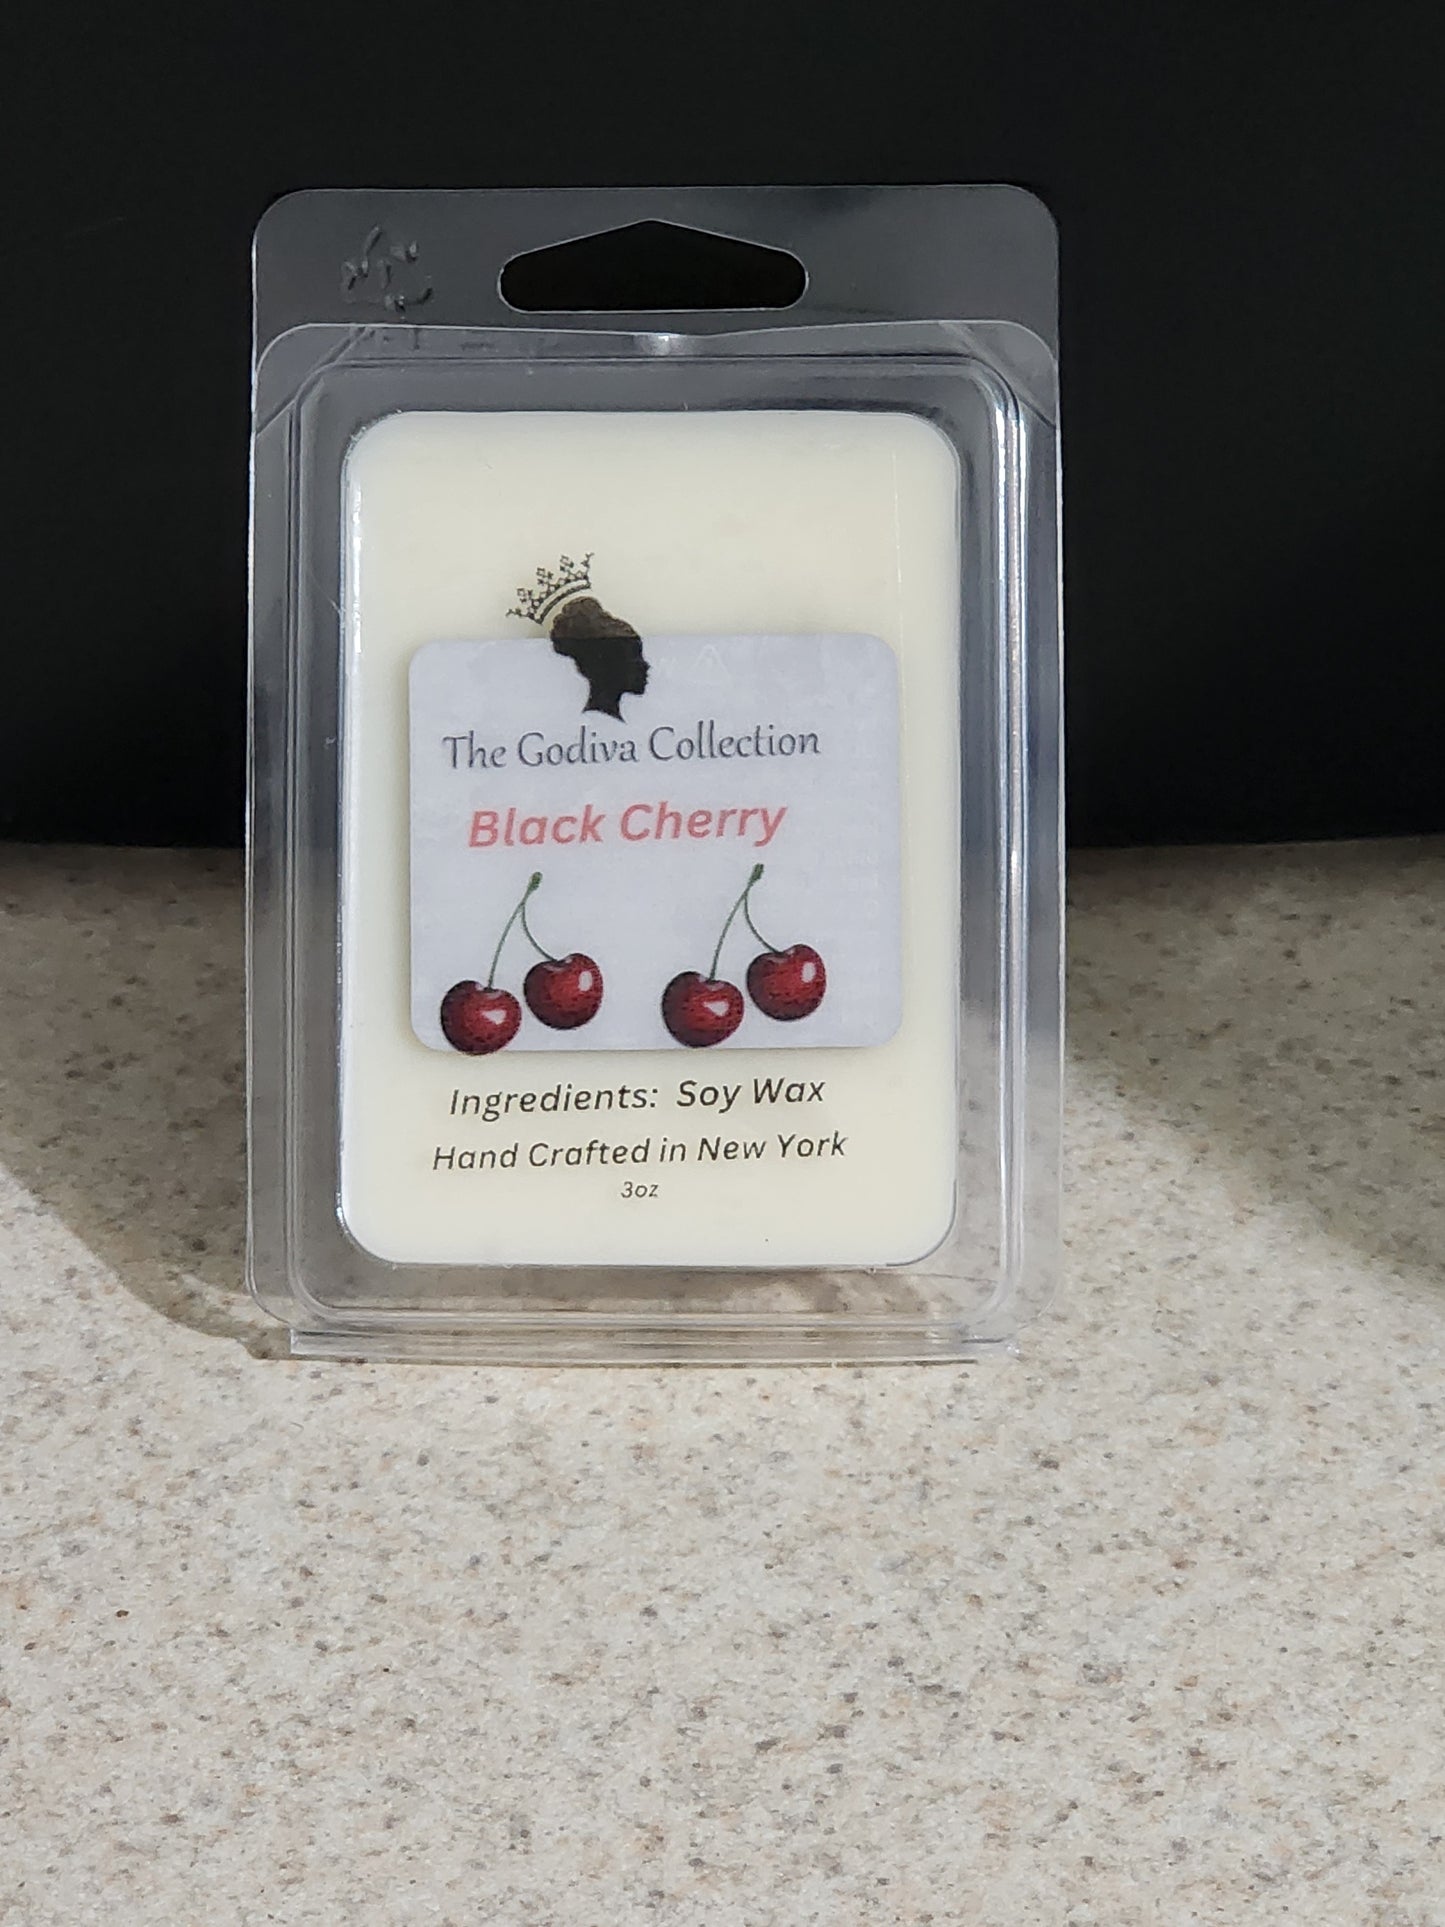 The Godiva Collection
Black Cherry
Ingredients: Soy Wax
Hand Crafted in New York
3oz